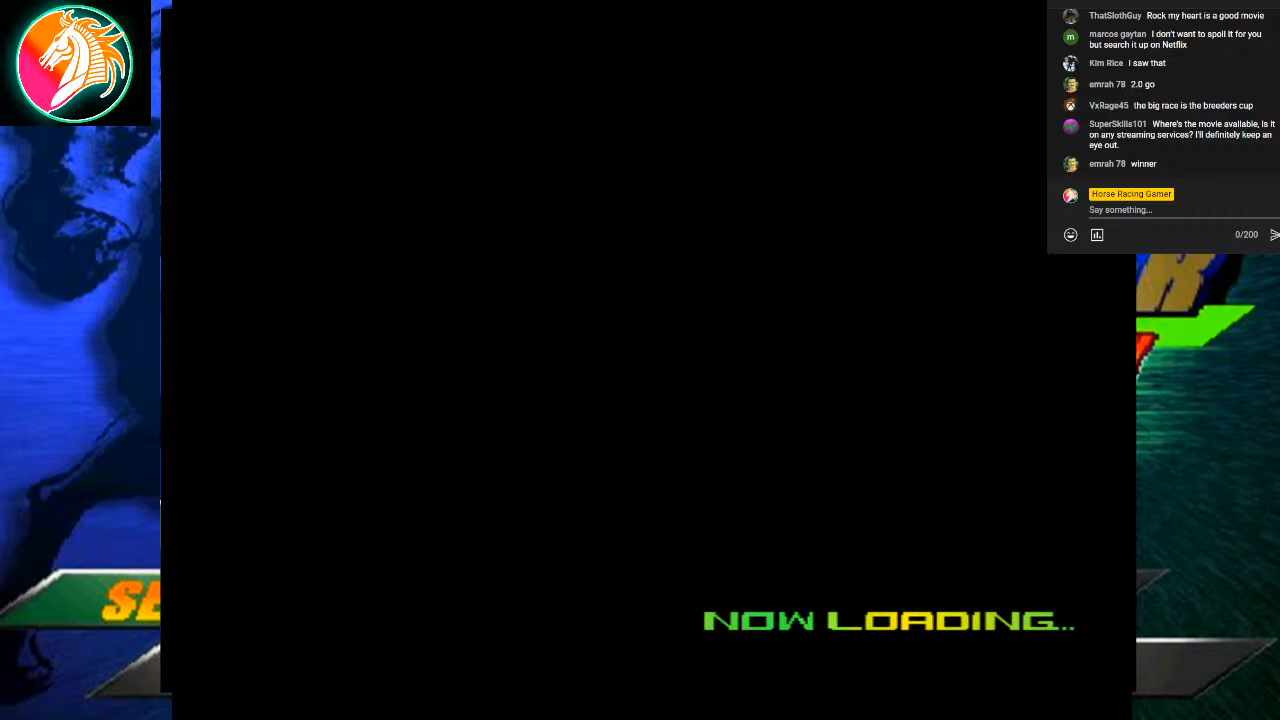 ThatSlothGuy Rock my heart is a good movie
marcos gaytan I don't want to spoil it for you
but search it up on Netflix
Kim Rice I saw that
emrah 78 2.0 go
VxRage45 the big race is the breeders cup
SuperSkills101 Where's the movie available, is it
on any streaming services? I'll definitely keep an
eye out.
emrah 78 winner
Horse Racing Gamer
Say something...
0/200
R
SE
NOW LOADING..